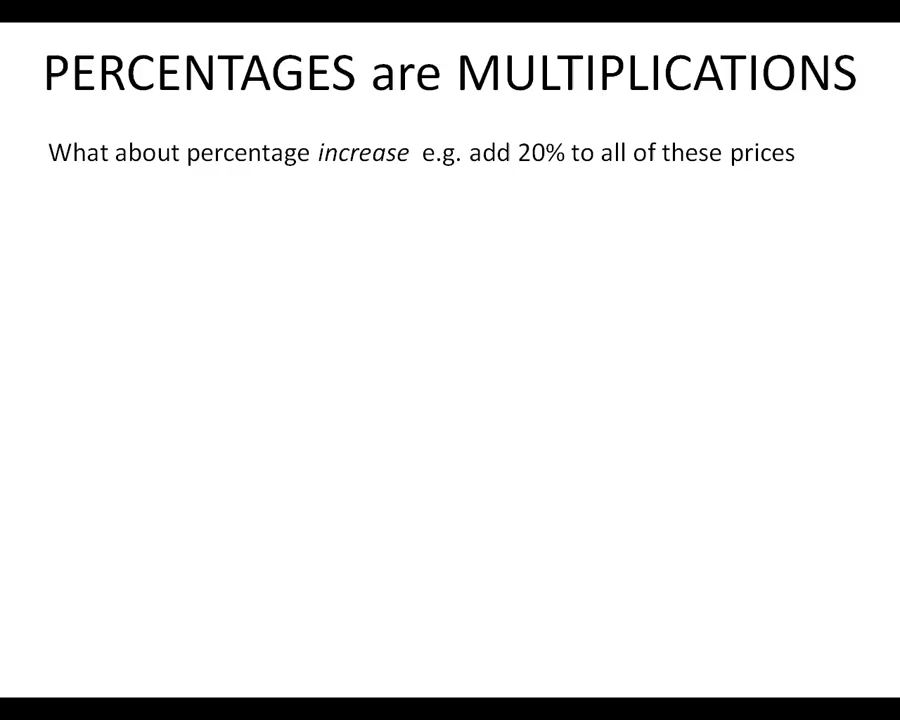 PERCENTAGES are MULTIPLICATIONS
What about percentage increase e.g. add 20% to all of these prices